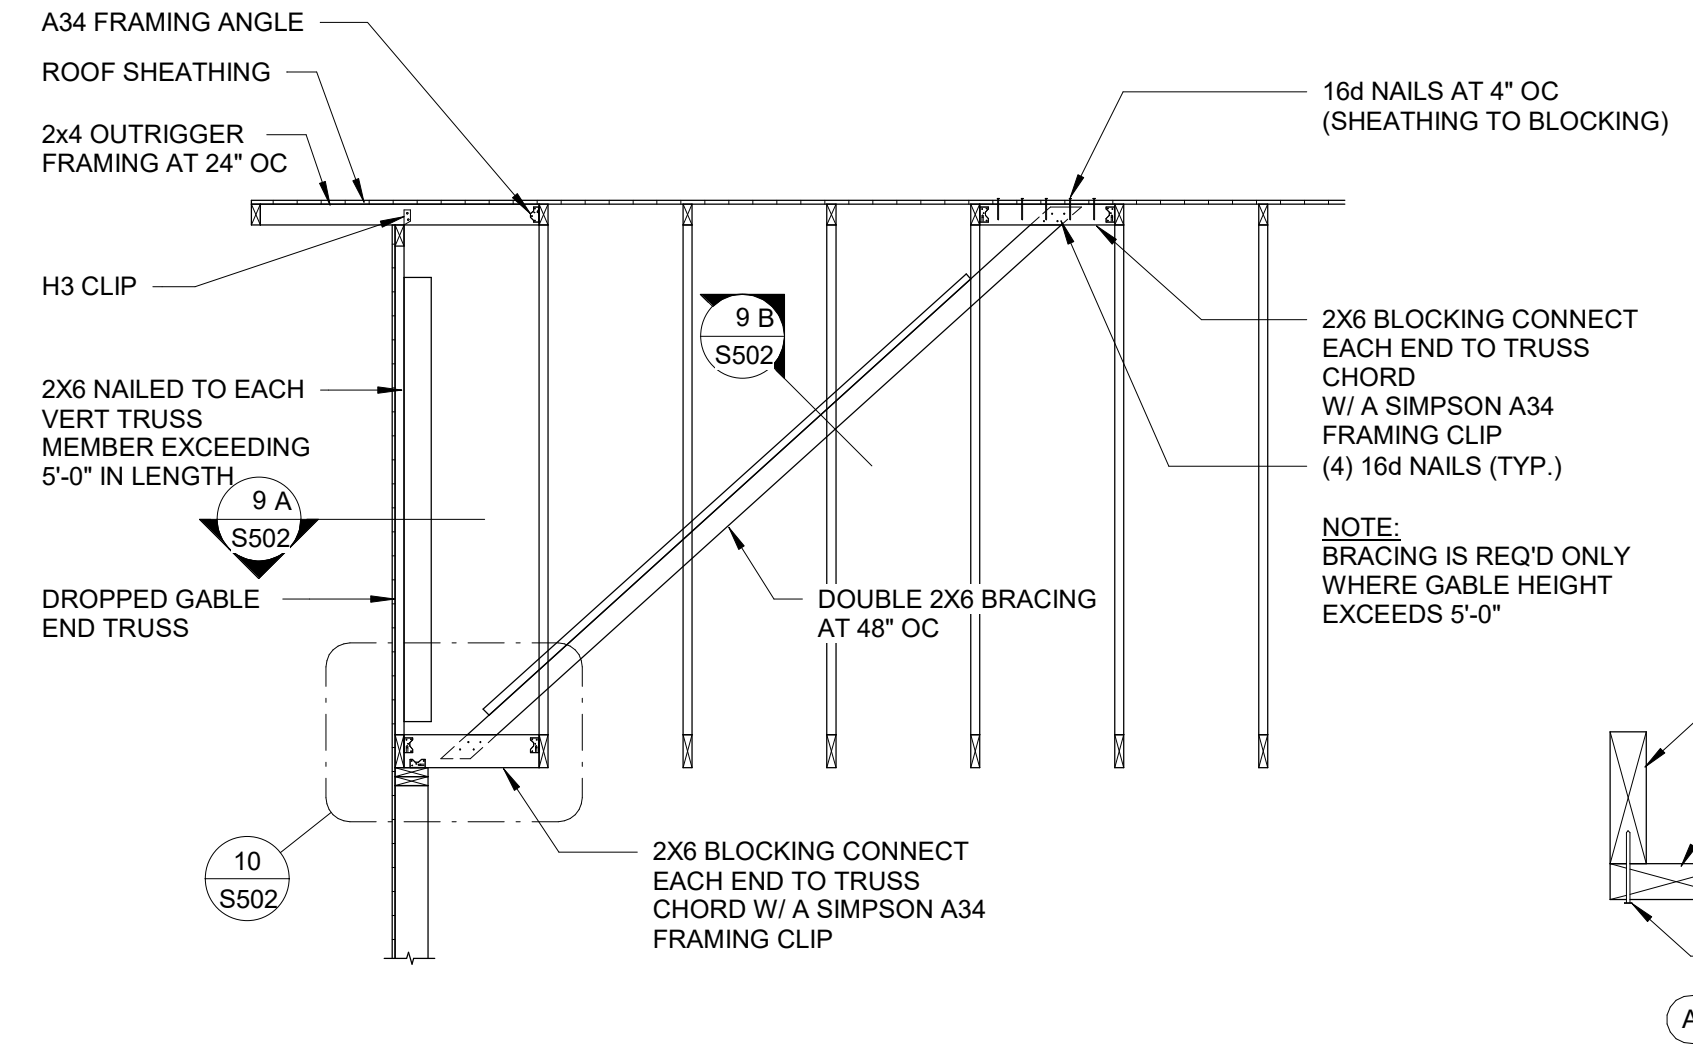 A34 FRAMING ANGLE
ROOF SHEATHING
2x4 OUTRIGGER
FRAMING AT 24" OC
H3 CLIP
2X6 NAILED TO EACH
VERT TRUSS
MEMBER EXCEEDING
5'-0" IN LENGTH
9 A
S502
DROPPED GABLE
END TRUSS
10
S502
9 B
S502
DOUBLE 2X6 BRACING
AT 48" OC
2X6 BLOCKING CONNECT
EACH END TO TRUSS
CHORD W/ A SIMPSON A34
FRAMING CLIP
16d NAILS AT 4" OC
(SHEATHING TO BLOCKING)
2X6 BLOCKING CONNECT
EACH END TO TRUSS
CHORD
W/ A SIMPSON A34
FRAMING CLIP
(4) 16d NAILS (TYP.)
NOTE:
BRACING IS REQ'D ONLY
WHERE GABLE HEIGHT
EXCEEDS 5'-0"
A